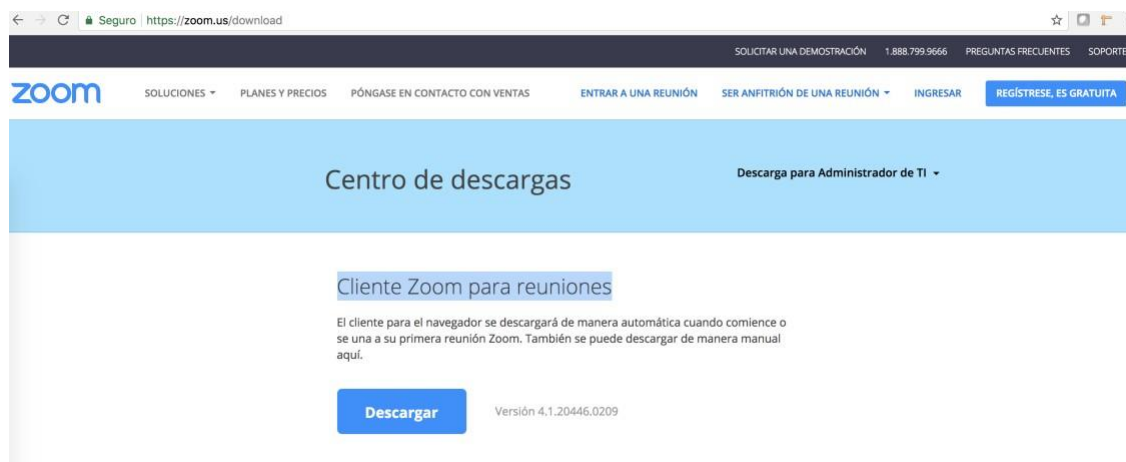 Seguro https://zoom.us/download
SOLICITAR UNA DEMOSTRACIÓN 1.888.799.9666 PREGUNTAS FRECUENTES SOPORTE
zoom SOLUCIONES PLANES Y PRECIOS PÓNGASE EN CONTACTO CON VENTAS ENTRAR A UNA REUNIÓN SER ANFITRIÓN DE UNA REUNIÓN INGRESAR REGÍSTRESE, ES GRATUITA
Centro de descargas Descarga para Administrador de TI
Cliente Zoom para reuniones
El cliente para el navegador se descargará de manera automática cuando comience o
se una a su primera reunión Zoom. También se puede descargar de manera manual
aquí.
Descargar Versión 4.1.20446.0209